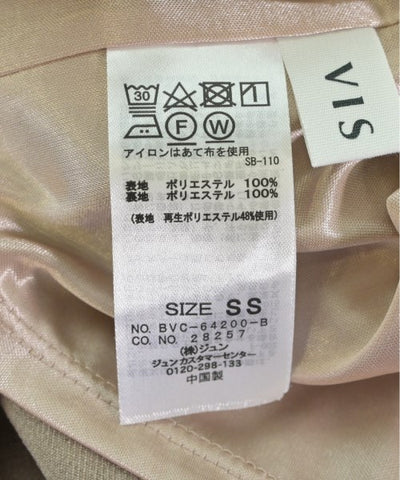 30
F W
アイロンはあて布を使用
SB-110
表地 ポリエステル 100%
裏地 ポリエステル 100%
(表地 再生ポリエステル48%使用)
SIZE SS
NO. BVC-64200-B
CO. NO. 28257
(株)ジュン
ジュンカスタマーセンター
0120-298-133
中国製
VIS